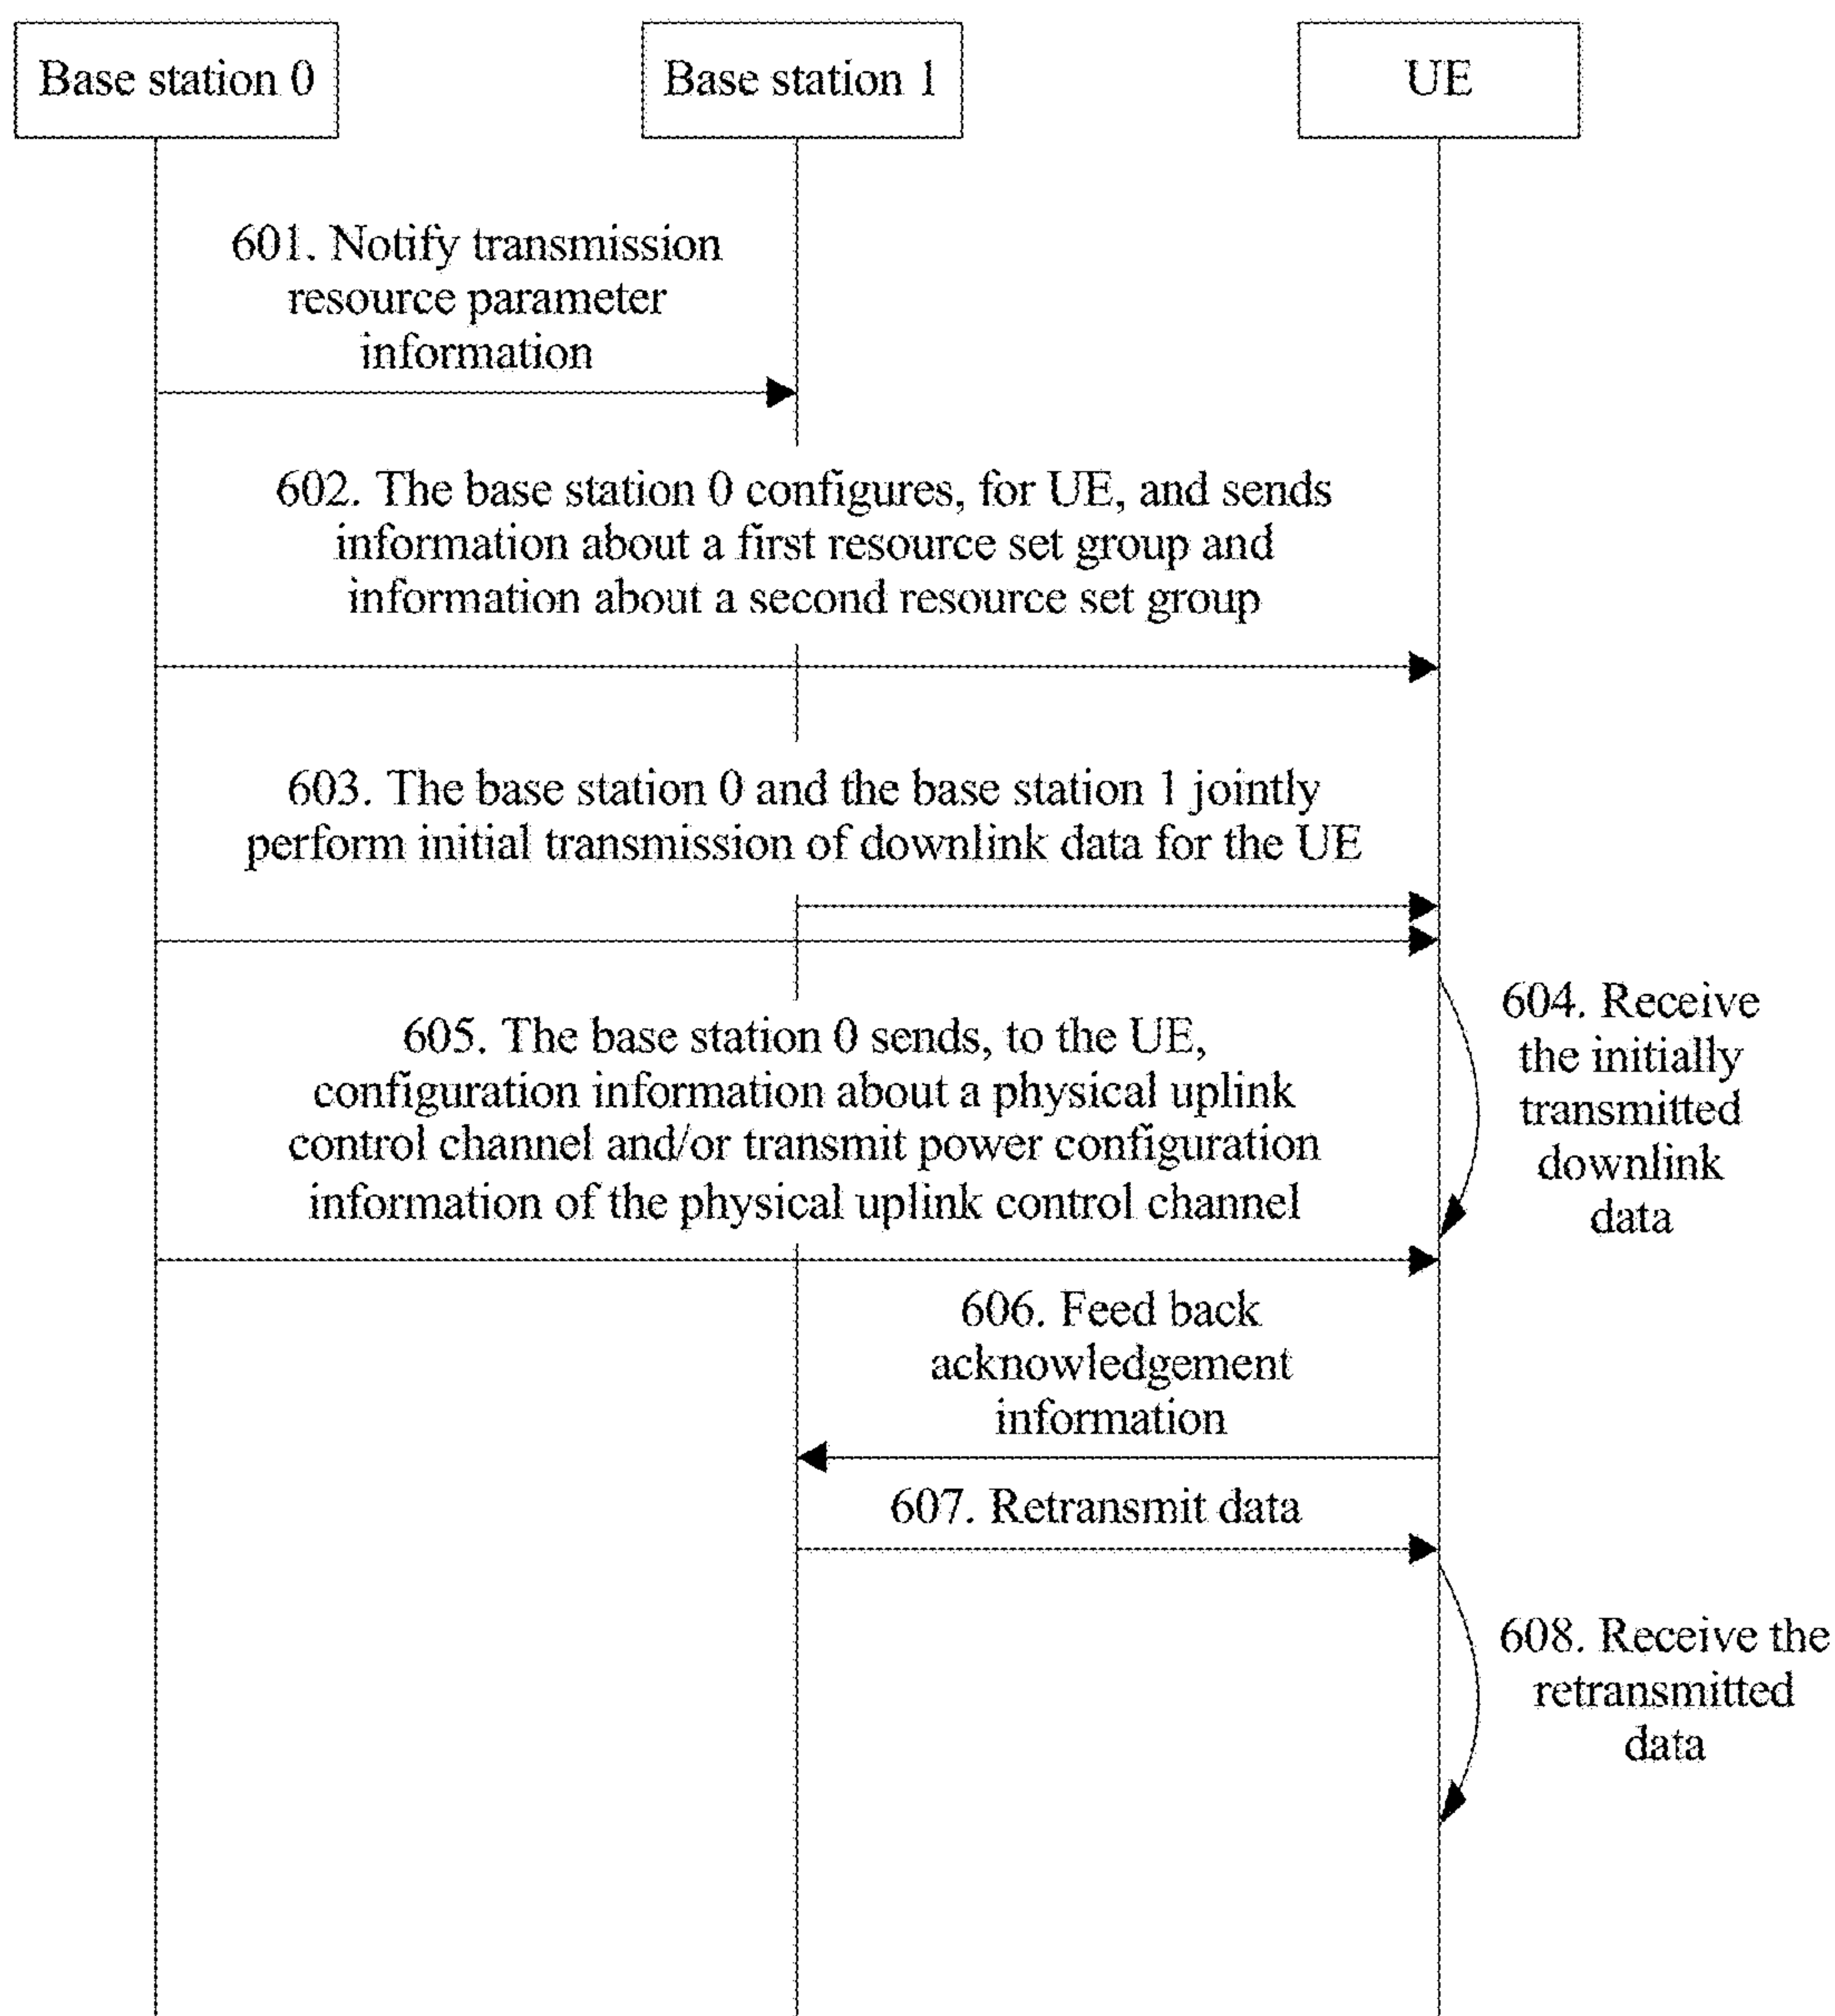 Base station 0
Base station 1
UE
601. Notify transmission
resource parameter
information
602. The base station 0 configures, for UE, and sends
information about a first resource set group and
information about a second resource set group
603. The base station 0 and the base station 1 jointly
perform initial transmission of downlink data for the UE
604. Receive
the initially
transmitted
downlink
data
605. The base station 0 sends, to the UE,
configuration information about a physical uplink
control channel and/or transmit power configuration
information of the physical uplink control channel
606. Feed back
acknowledgement
information
607. Retransmit data
608. Receive the
retransmitted
data